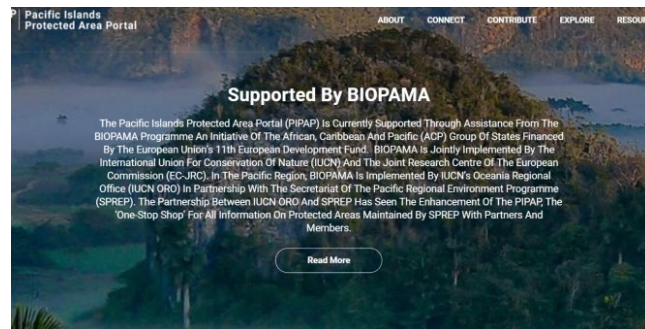 P Pacific Islands
Protected Area Portal
ABOUT CONNECT CONTRIBUTE EXPLORE RESOU
Supported By BIOPAMA
The Pacific Islands Protected Area Portal (PIPAP) Is Currently Supported Through Assistance From The
BIOPAMA Programme An Initiative Of The African, Caribbean And Pacific (ACP) Group Of States Financed
By The European Union's 11th European Development Fund. BIOPAMA Is Jointly Implemented By The
International Union For Conservation Of Nature (IUCN) And The Joint Research Centre Of The European
Commission (EC-JRC). In The Pacific Region, BIOPAMA Is Implemented By IUCN's Oceania Regional
Office (IUCN ORO) In Partnership With The Secretariat Of The Pacific Regional Environment Programme
(SPREP). The Partnership Between IUCN ORO And SPREP Has Seen The Enhancement Of The PIPAP, The
'One-Stop Shop' For All Information On Protected Areas Maintained By SPREP With Partners And
Members.
Read More